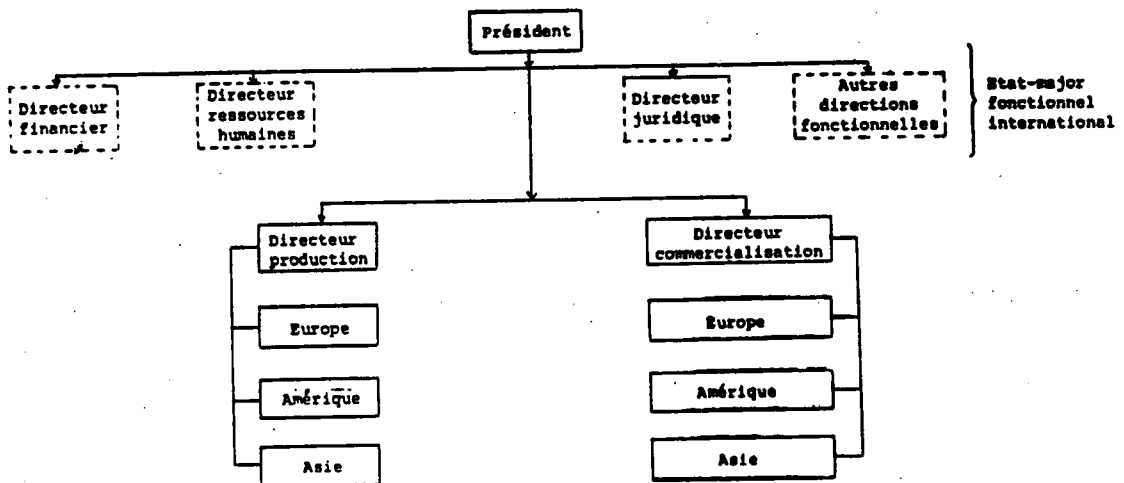 Président
Directeur
financier
Directeur
ressources
humaines
Directeur
juridique
Autres
directions
fonctionnelles
Etat-major
fonctionnel
international
Directeur
production
Europe
Amérique
Asie
Directeur
commercialisation
Europe
Amérique
Asie